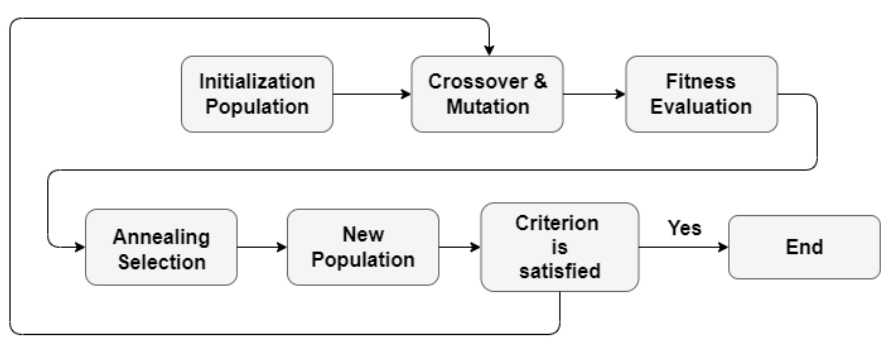 Initialization
Population
Crossover &
Mutation
Fitness
Evaluation
Annealing
Selection
New
Population
Criterion
is
satisfied
Yes
End